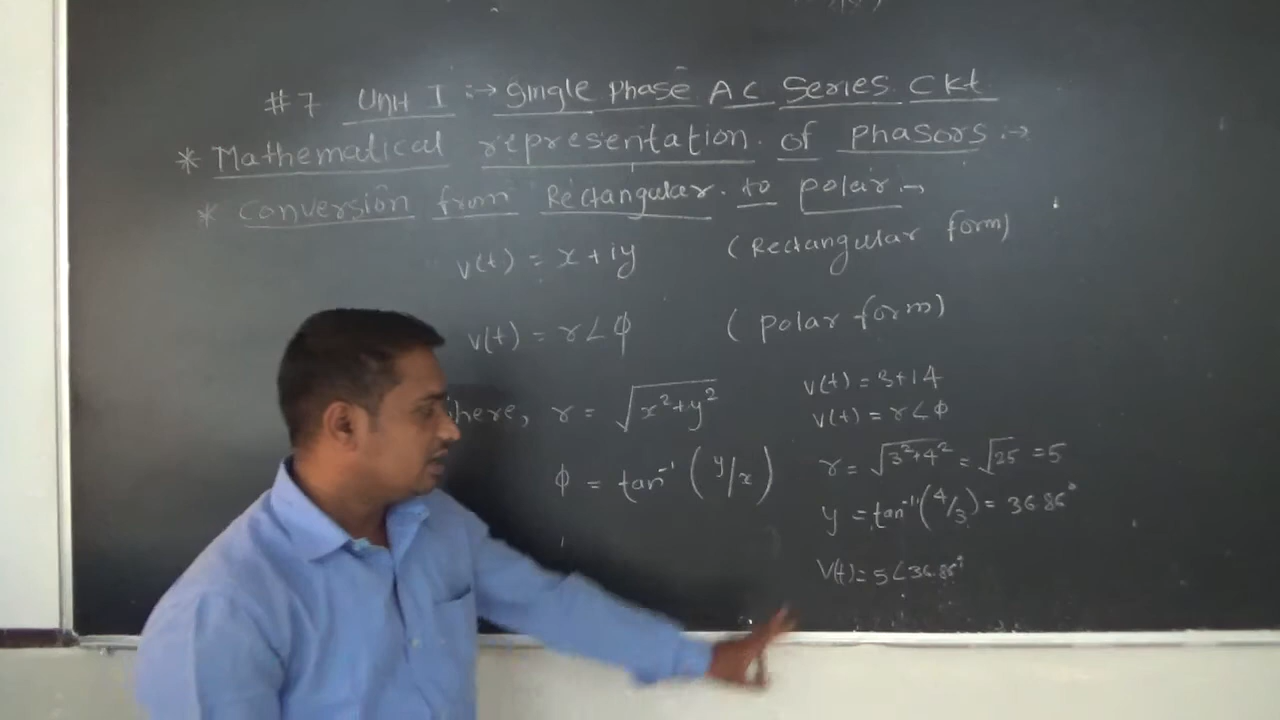 #7 Unit I :→ Single Phase AC Series Ckt
* Mathematical representation of Phasors :→
* Conversion from Rectangular to polar →
v(t) = x + iy (Rectangular form)
v(t) = r∠ϕ (polar form)
here, r = √x²+y²
ϕ = tan⁻¹ (y/x)
v(t) = 3+i4
v(t) = r∠ϕ
r = √3²+4² = √25 = 5
y = tan⁻¹(4/3) = 36.86°
V(t) = 5∠36.86°